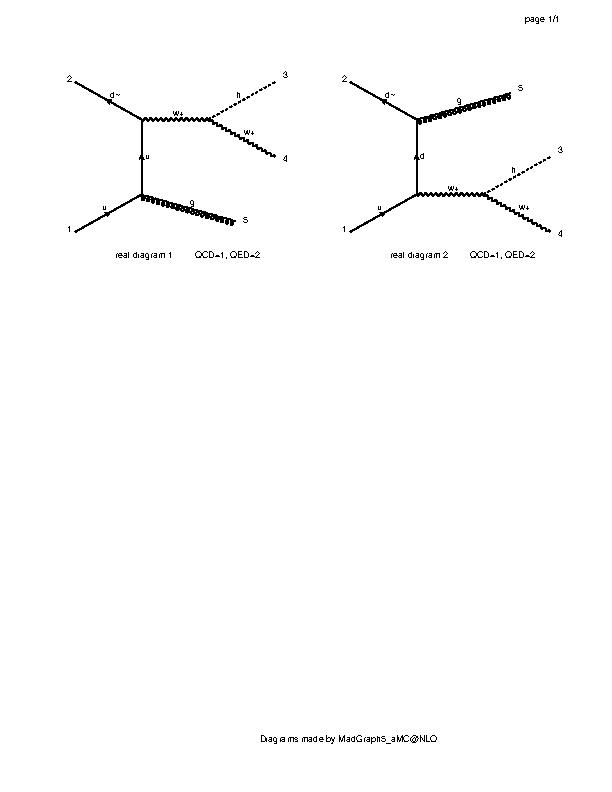 page 1/1
2 d~ w+ h 3
w+
4
u
g
5
u
1
real diagram 1 QCD=1, QED=2
2 d~ g 5
d
h 3
w+
w+
u
1 4
real diagram 2 QCD=1, QED=2
Diagrams made by MadGraph5_aMC@NLO